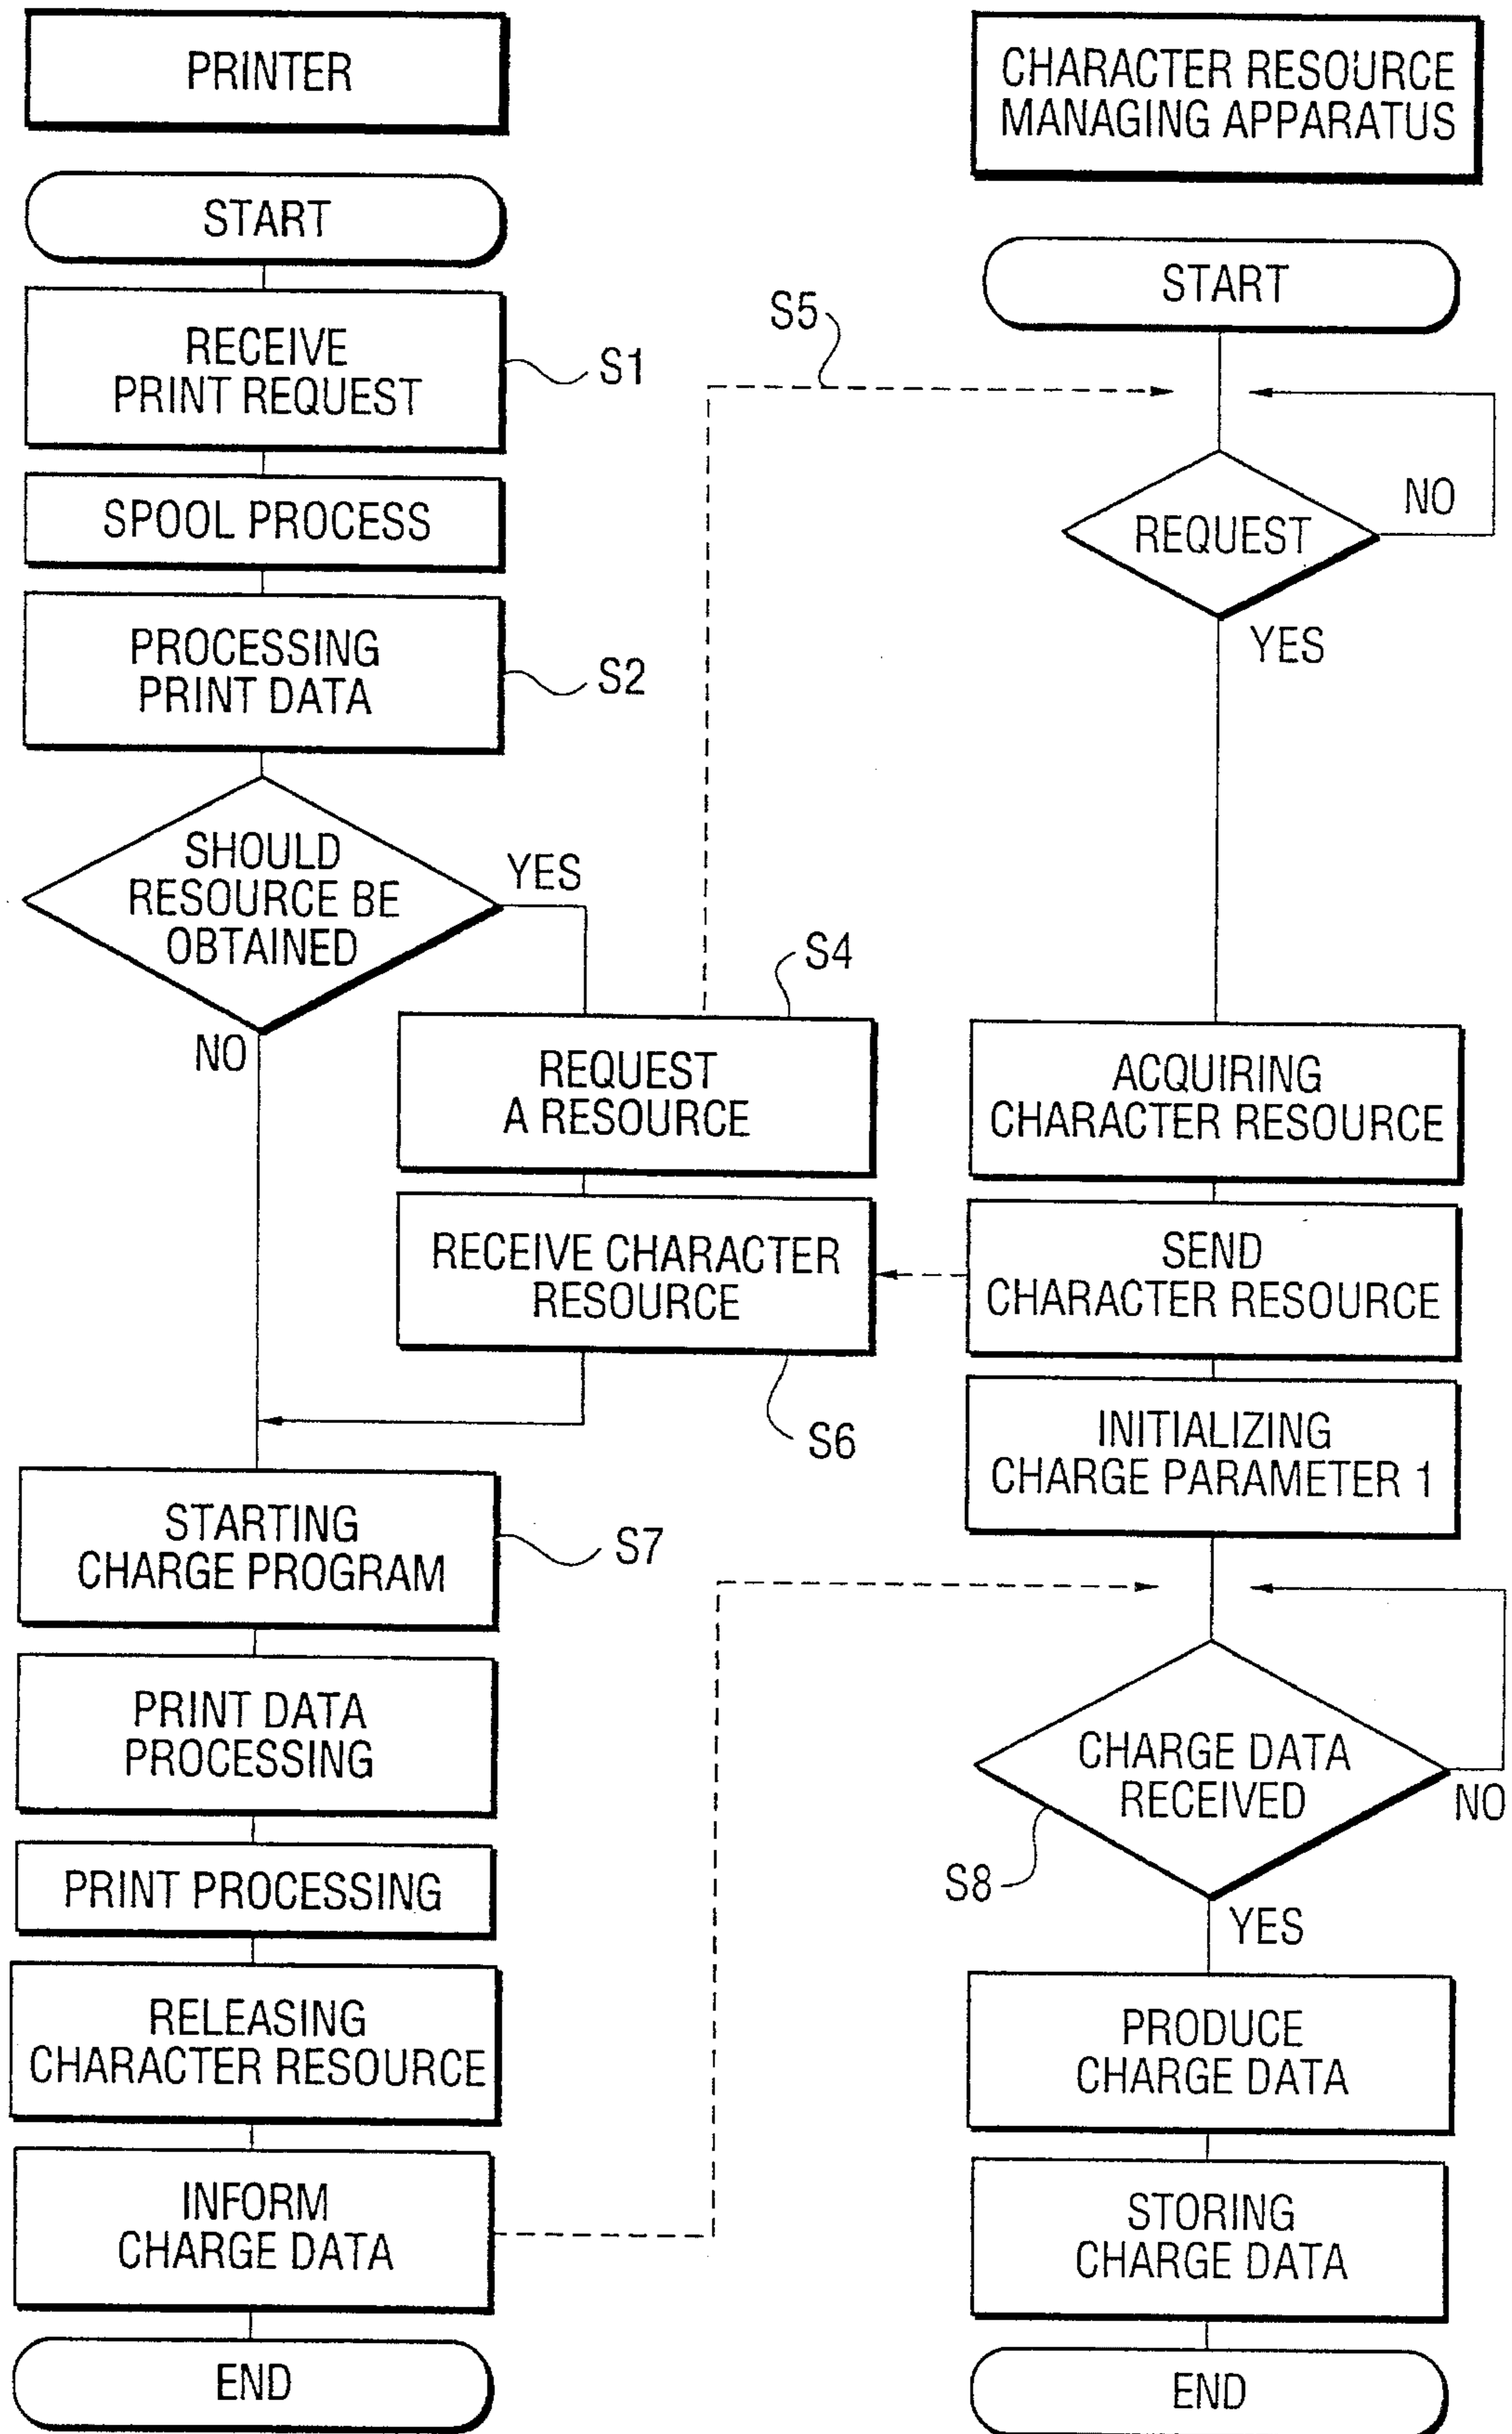 PRINTER
START
RECEIVE
PRINT REQUEST
S1
SPOOL PROCESS
PROCESSING
PRINT DATA
S2
SHOULD
RESOURCE BE
OBTAINED
YES
NO
S4
REQUEST
A RESOURCE
S5
RECEIVE CHARACTER
RESOURCE
S6
STARTING
CHARGE PROGRAM
S7
PRINT DATA
PROCESSING
PRINT PROCESSING
RELEASING
CHARACTER RESOURCE
INFORM
CHARGE DATA
END
CHARACTER RESOURCE
MANAGING APPARATUS
START
REQUEST
NO
YES
ACQUIRING
CHARACTER RESOURCE
SEND
CHARACTER RESOURCE
INITIALIZING
CHARGE PARAMETER 1
CHARGE DATA
RECEIVED
NO
S8
YES
PRODUCE
CHARGE DATA
STORING
CHARGE DATA
END